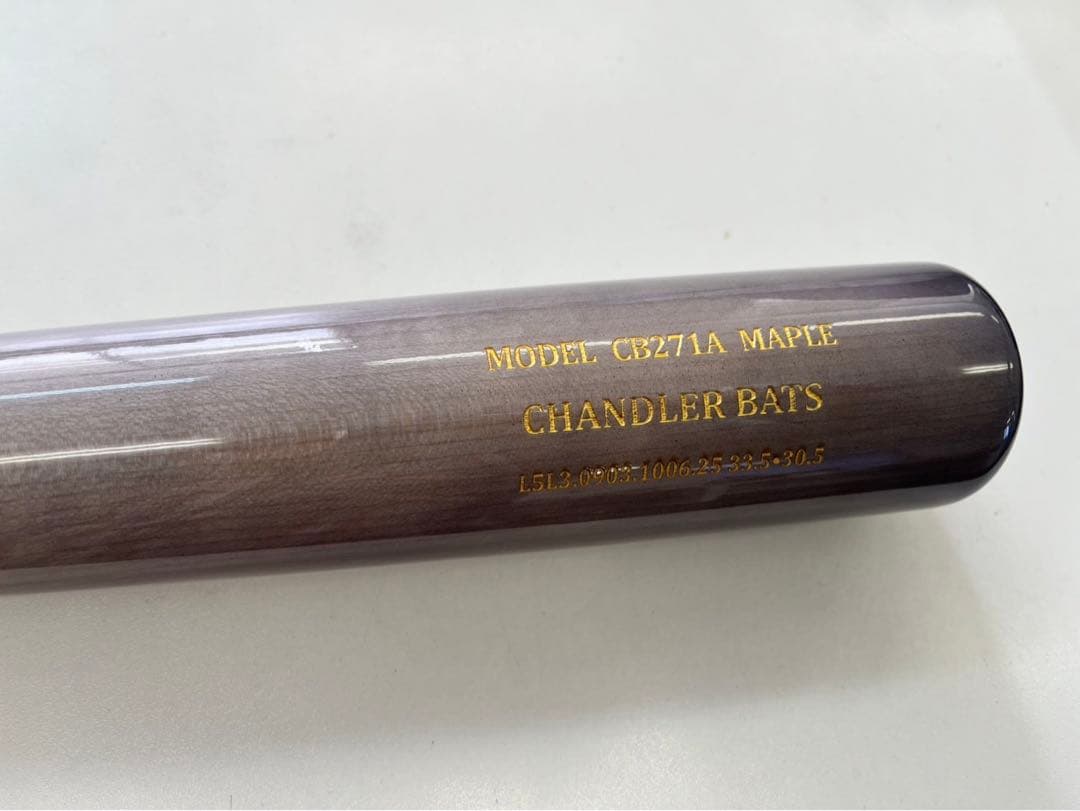 MODEL CB271A MAPLE
CHANDLER BATS
L5L3.0903.1006.25 33.5•30.5